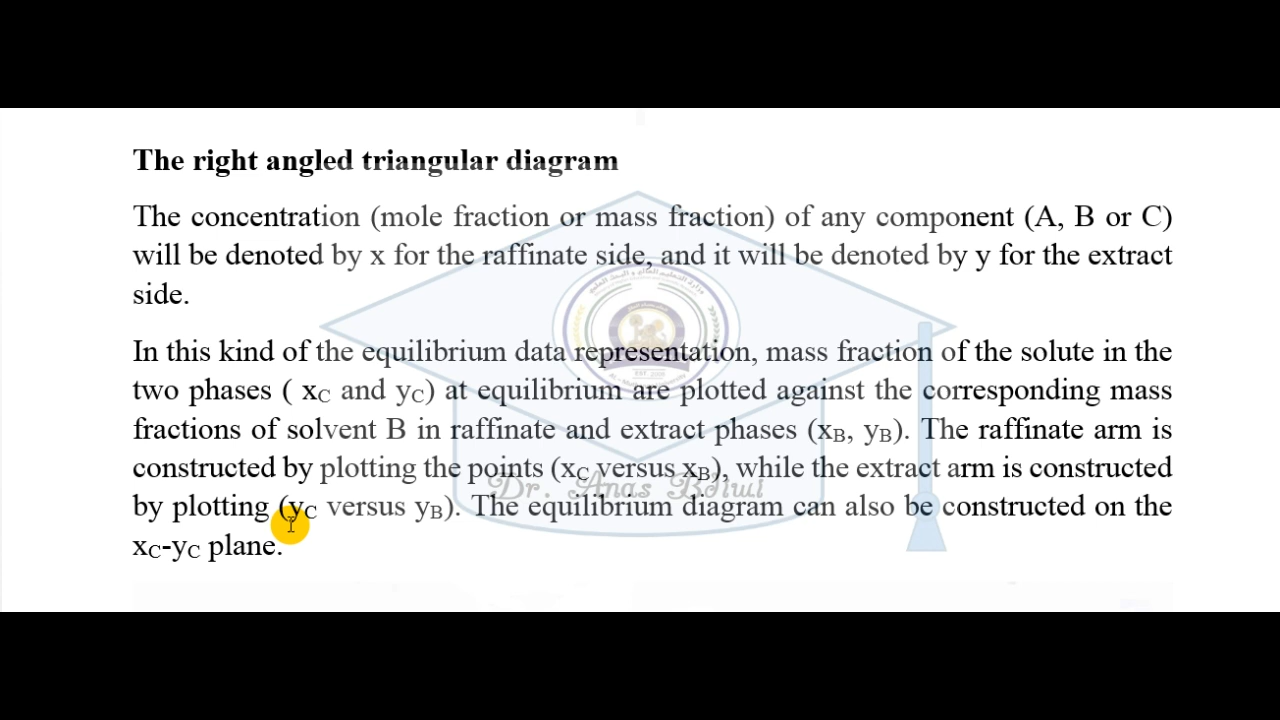 The right angled triangular diagram
The concentration (mole fraction or mass fraction) of any component (A, B or C)
will be denoted by x for the raffinate side, and it will be denoted by y for the extract
side.
In this kind of the equilibrium data representation, mass fraction of the solute in the
two phases ( xC and yC) at equilibrium are plotted against the corresponding mass
fractions of solvent B in raffinate and extract phases (xB, yB). The raffinate arm is
constructed by plotting the points (xC versus xB), while the extract arm is constructed
Dr. Anas Bdiwi
by plotting (yC versus yB). The equilibrium diagram can also be constructed on the
xC-yC plane.